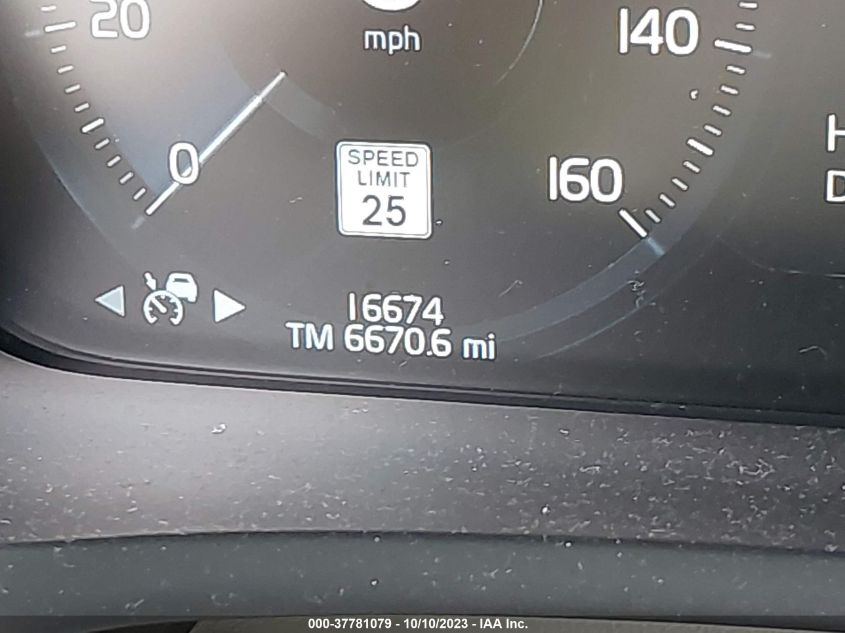 20
mph
140
0
SPEED
LIMIT
25
160
16674
TM 6670.6 mi
000-37781079 - 10/10/2023 - IAA Inc.